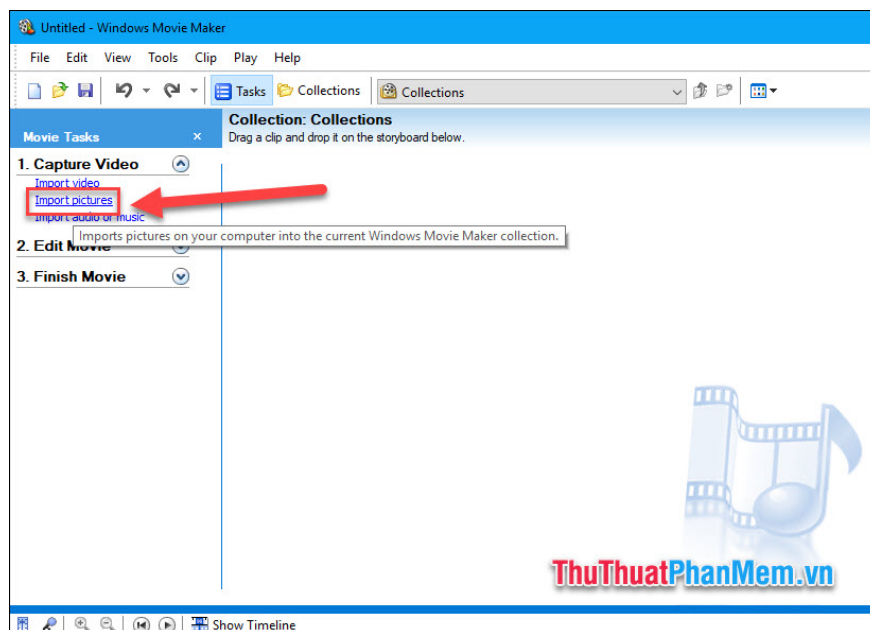 Untitled - Windows Movie Maker
File Edit View Tools Clip Play Help
Tasks Collections Collections
Movie Tasks ×
Collection: Collections
Drag a clip and drop it on the storyboard below.
1. Capture Video
Import video
Import pictures
Import audio or music
Imports pictures on your computer into the current Windows Movie Maker collection.
2. Edit Movie
3. Finish Movie
ThuThuatPhanMem.vn
Show Timeline